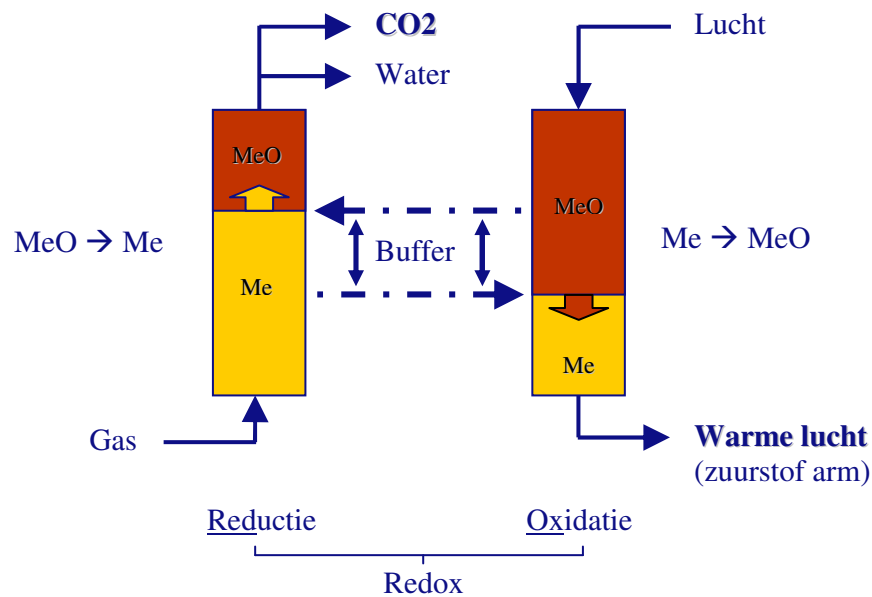 CO2
Lucht
Water
MeO
MeO
MeO → Me
Buffer
Me → MeO
Me
Me
Gas
Warme lucht
(zuurstof arm)
Reductie
Oxidatie
Redox